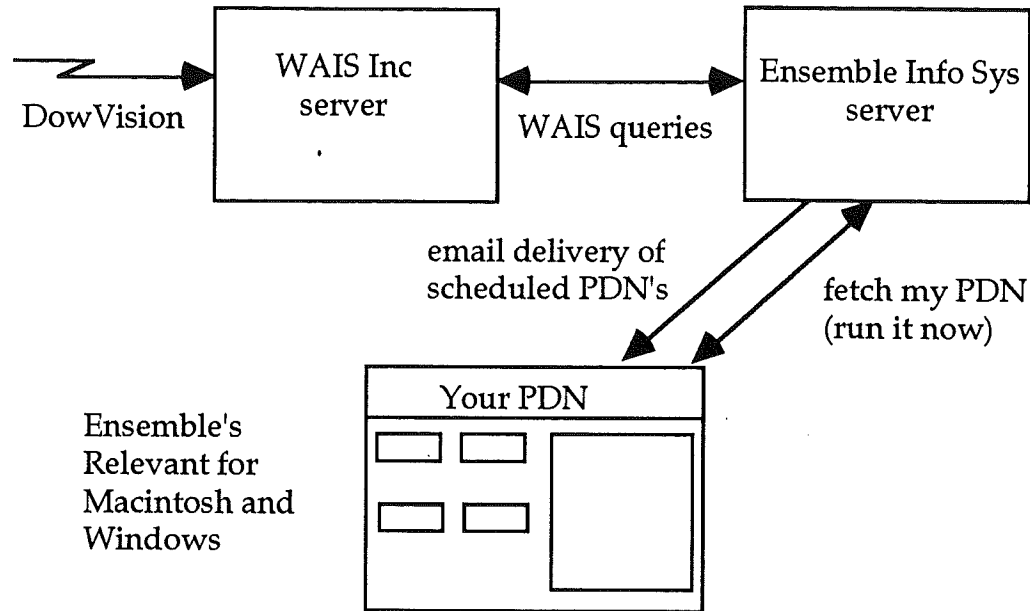 WAIS Inc
server
DowVision
WAIS queries
Ensemble Info Sys
server
email delivery of
scheduled PDN's
fetch my PDN
(run it now)
Your PDN
Ensemble's
Relevant for
Macintosh and
Windows